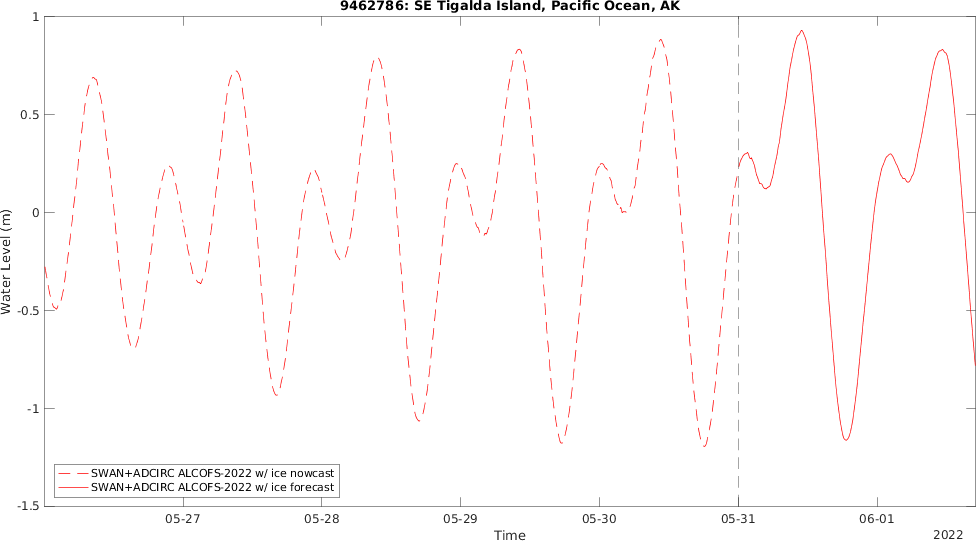 9462786: SE Tigalda Island, Pacific Ocean, AK
1
0.5
0
-0.5
-1
-1.5
Water Level (m)
SWAN+ADCIRC ALCOFS-2022 w/ ice nowcast
SWAN+ADCIRC ALCOFS-2022 w/ ice forecast
05-27 05-28 05-29 05-30 05-31 06-01
Time
2022